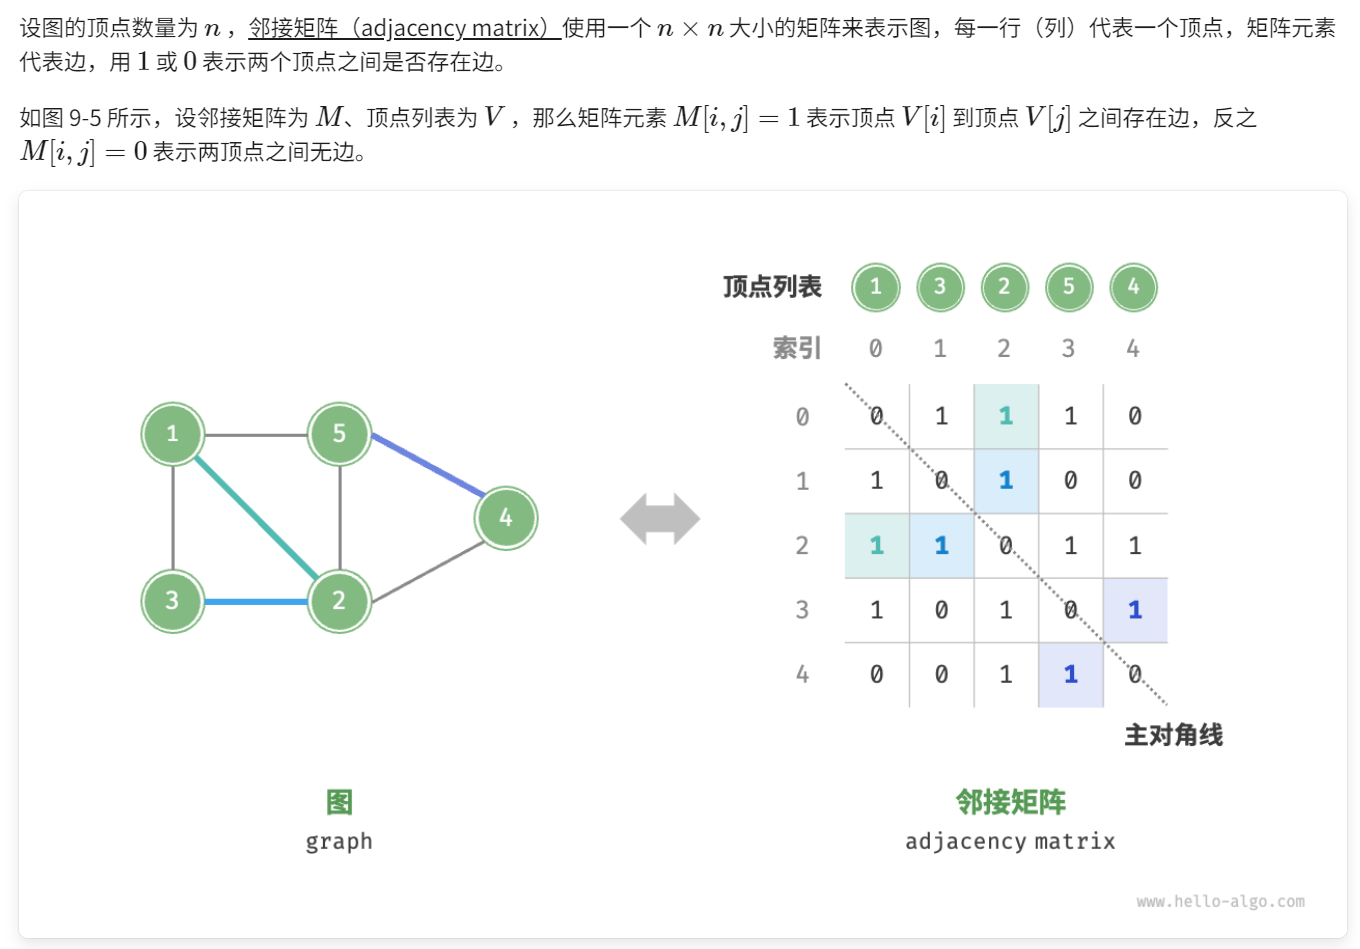 设图的顶点数量为 n ，邻接矩阵（adjacency matrix）使用一个 n × n 大小的矩阵来表示图，每一行（列）代表一个顶点，矩阵元素
代表边，用 1 或 0 表示两个顶点之间是否存在边。
如图 9-5 所示，设邻接矩阵为 M、顶点列表为 V ，那么矩阵元素 M[i, j] = 1 表示顶点 V[i] 到顶点 V[j] 之间存在边，反之
M[i, j] = 0 表示两顶点之间无边。
1 5
4
3 2
图
graph
顶点列表 1 3 2 5 4
索引 0 1 2 3 4
0 0 1 1 1 0
1 1 0 1 0 0
2 1 1 0 1 1
3 1 0 1 0 1
4 0 0 1 1 0
主对角线
邻接矩阵
adjacency matrix
www.hello-algo.com